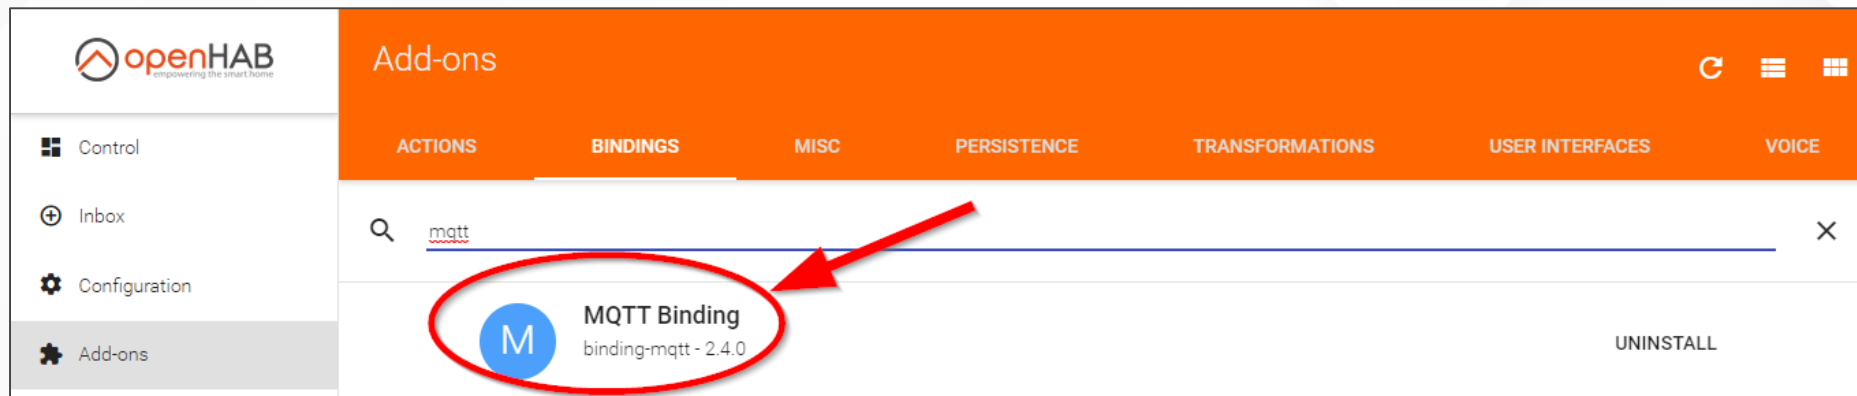 openHAB
empowering the smart home
Add-ons
ACTIONS
BINDINGS
MISC
PERSISTENCE
TRANSFORMATIONS
USER INTERFACES
VOICE
Control
Inbox
Configuration
Add-ons
mqtt
M
MQTT Binding
binding-mqtt - 2.4.0
UNINSTALL